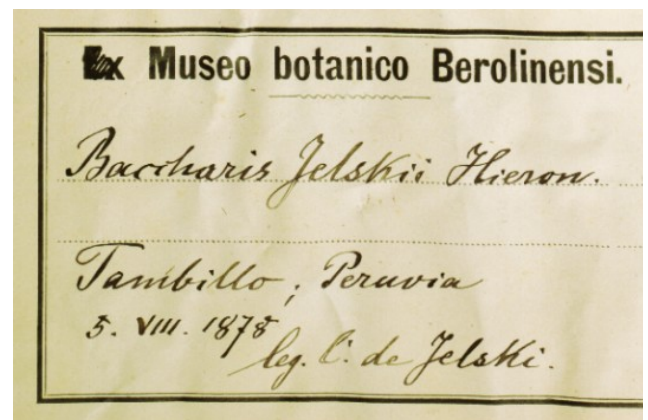 Ex Museo botanico Berolinensi.
Baccharis Jelskii Hieron.
Tambillo, Peruvia
5. VIII. 1878
leg. C. de Jelski.